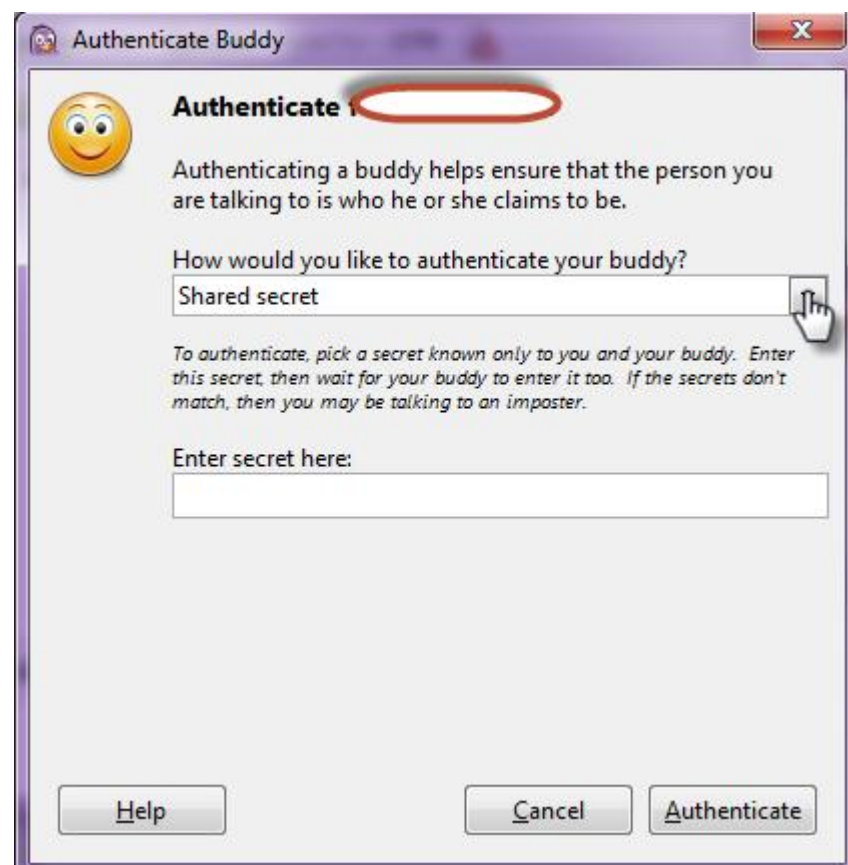 Authenticate Buddy
Authenticate
Authenticating a buddy helps ensure that the person you
are talking to is who he or she claims to be.
How would you like to authenticate your buddy?
Shared secret
To authenticate, pick a secret known only to you and your buddy. Enter
this secret, then wait for your buddy to enter it too. If the secrets don't
match, then you may be talking to an imposter.
Enter secret here:
Help
Cancel
Authenticate